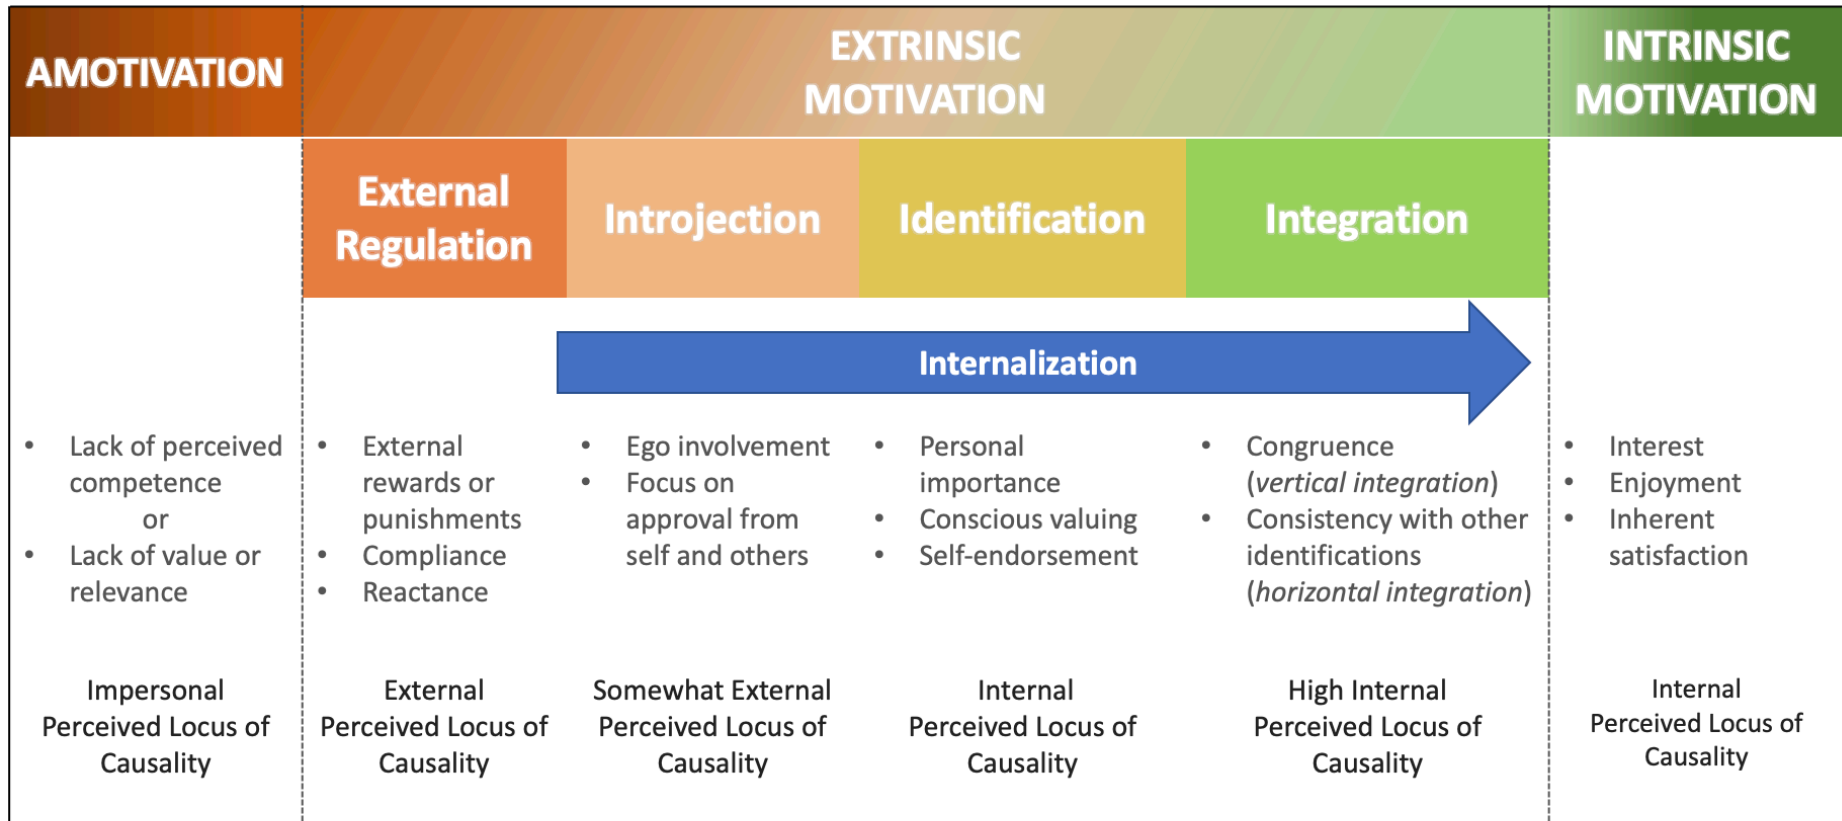 AMOTIVATION
EXTRINSIC
MOTIVATION
INTRINSIC
MOTIVATION
External
Regulation
Introjection
Identification
Integration
Internalization
• Lack of perceived
competence
or
• Lack of value or
relevance
• External
rewards or
punishments
• Compliance
• Reactance
• Ego involvement
• Focus on
approval from
self and others
• Personal
importance
• Conscious valuing
• Self-endorsement
• Congruence
(vertical integration)
• Consistency with other
identifications
(horizontal integration)
• Interest
• Enjoyment
• Inherent
satisfaction
Impersonal
Perceived Locus of
Causality
External
Perceived Locus of
Causality
Somewhat External
Perceived Locus of
Causality
Internal
Perceived Locus of
Causality
High Internal
Perceived Locus of
Causality
Internal
Perceived Locus of
Causality